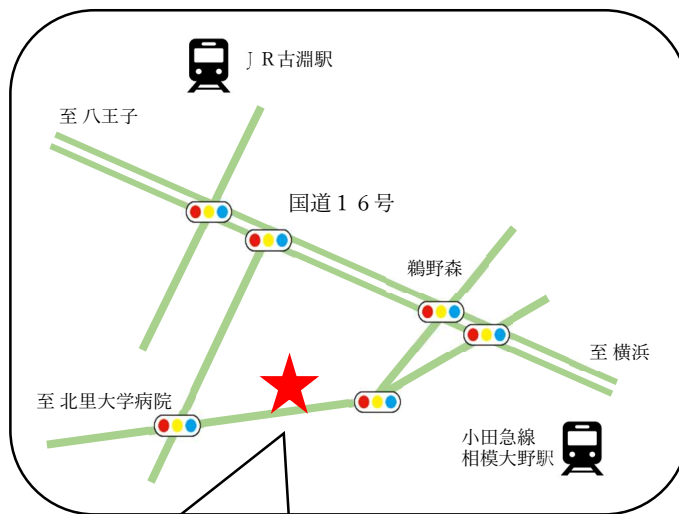 ＪＲ古淵駅
至 八王子
国道１６号
鵜野森
至 横浜
至 北里大学病院
小田急線
相模大野駅